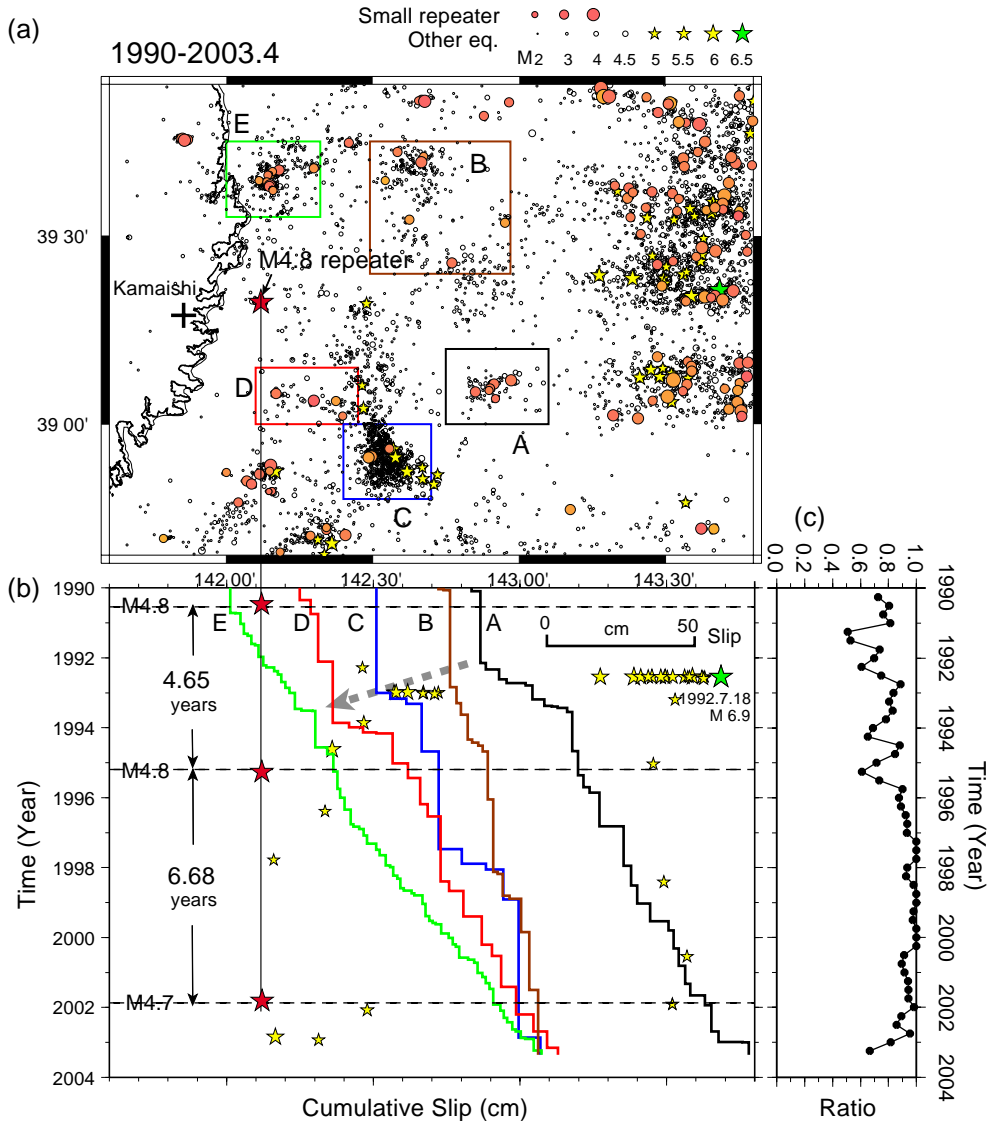 Small repeater
Other eq.
M2 3 4 4.5 5 5.5 6 6.5
(a)
1990-2003.4
E
B
39˚30'
M4.8 repeater
Kamaishi
D
39˚00'
A
C
(c)
142˚00' 142˚30' 143˚00' 143˚30'
0.0 0.2 0.4 0.6 0.8 1.0
(b)
1990
1992
1994
1996
1998
2000
2002
2004
Time (Year)
M4.8
M4.8
M4.7
4.65
years
6.68
years
E D C B A
0 50
cm
Slip
1992.7.18
M 6.9
Cumulative Slip (cm)
1990
1992
1994
1996
1998
2000
2002
2004
Time (Year)
Ratio